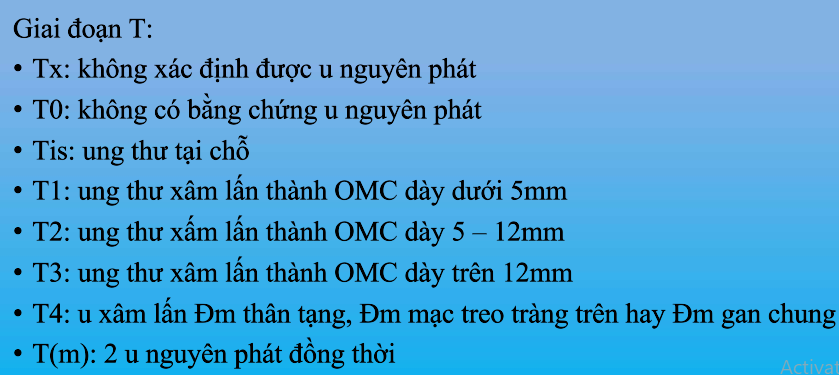 Giai đoạn T:
• Tx: không xác định được u nguyên phát
• T0: không có bằng chứng u nguyên phát
• Tis: ung thư tại chỗ
• T1: ung thư xâm lấn thành OMC dày dưới 5mm
• T2: ung thư xấm lấn thành OMC dày 5 – 12mm
• T3: ung thư xâm lấn thành OMC dày trên 12mm
• T4: u xâm lấn Đm thân tạng, Đm mạc treo tràng trên hay Đm gan chung
• T(m): 2 u nguyên phát đồng thời
Activat